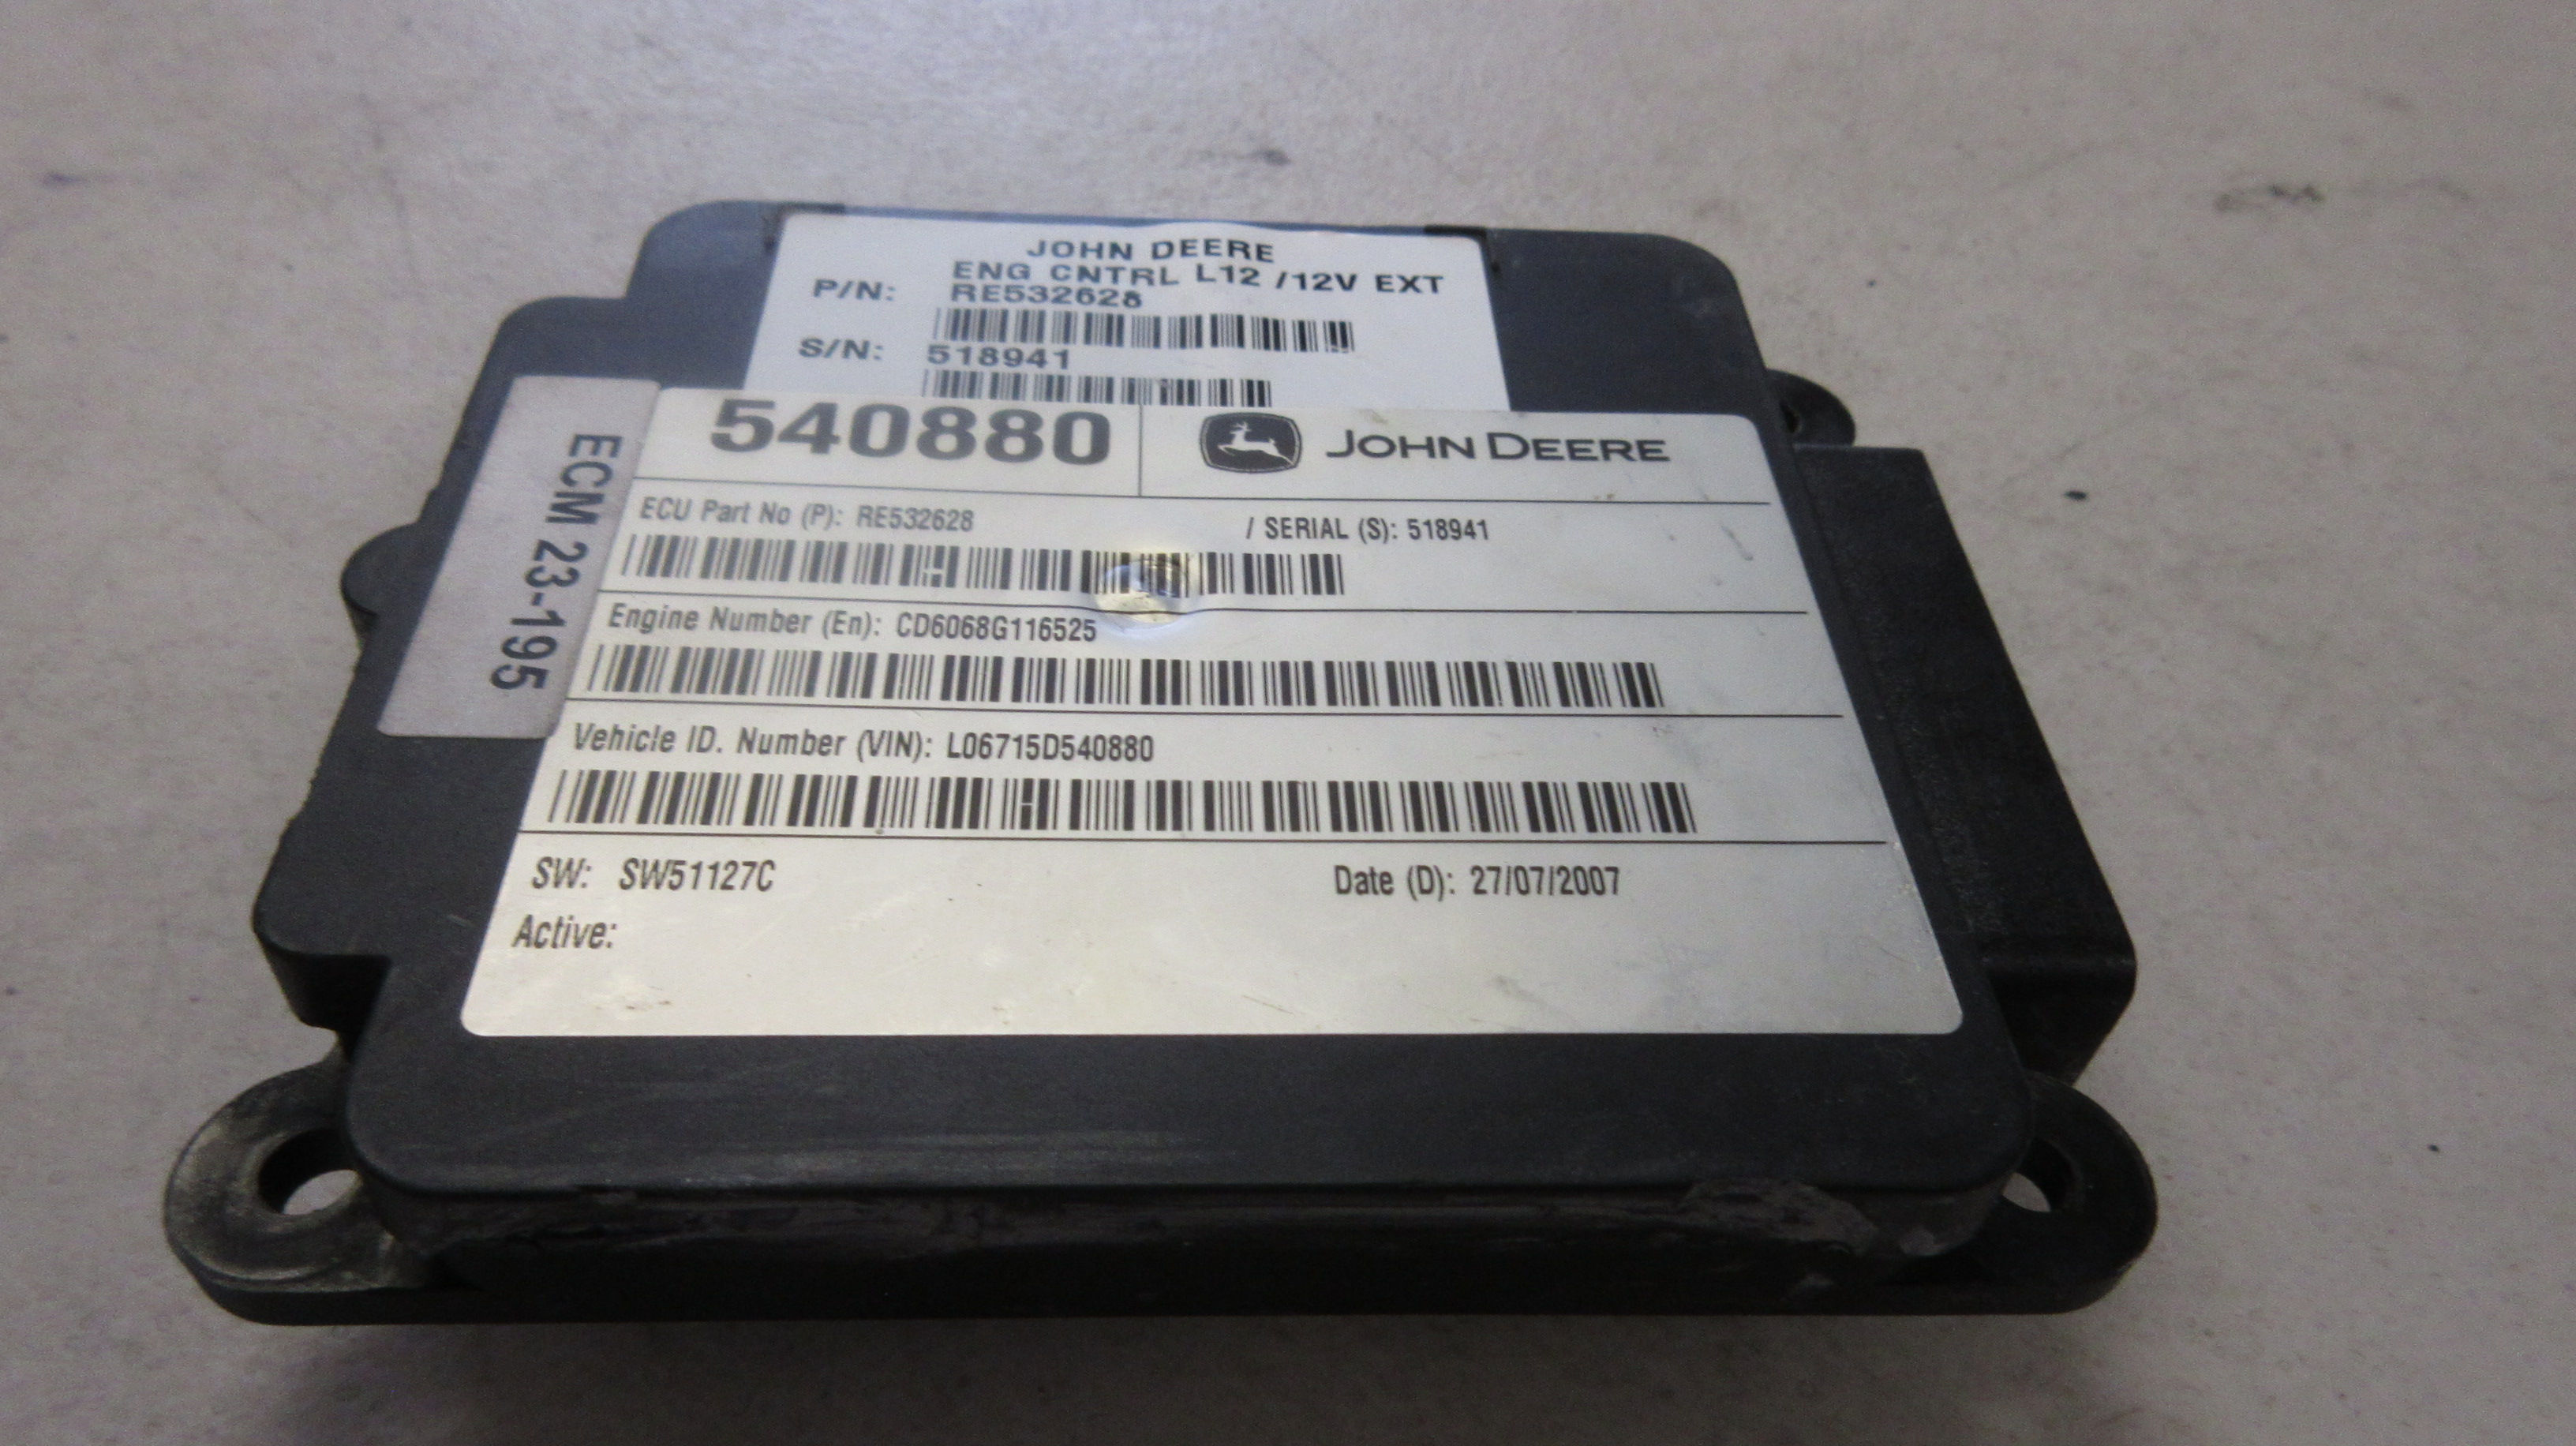 JOHN DEERE
ENG CNTRL L12 /12V EXT
P/N: RE532628
S/N: 518941
540880 JOHN DEERE
ECU Part No (P): RE532628 / SERIAL (S): 518941
Engine Number (En): CD6068G116525
Vehicle ID. Number (VIN): L06715D540880
SW: SW51127C Date (D): 27/07/2007
Active:
ECM 23-195